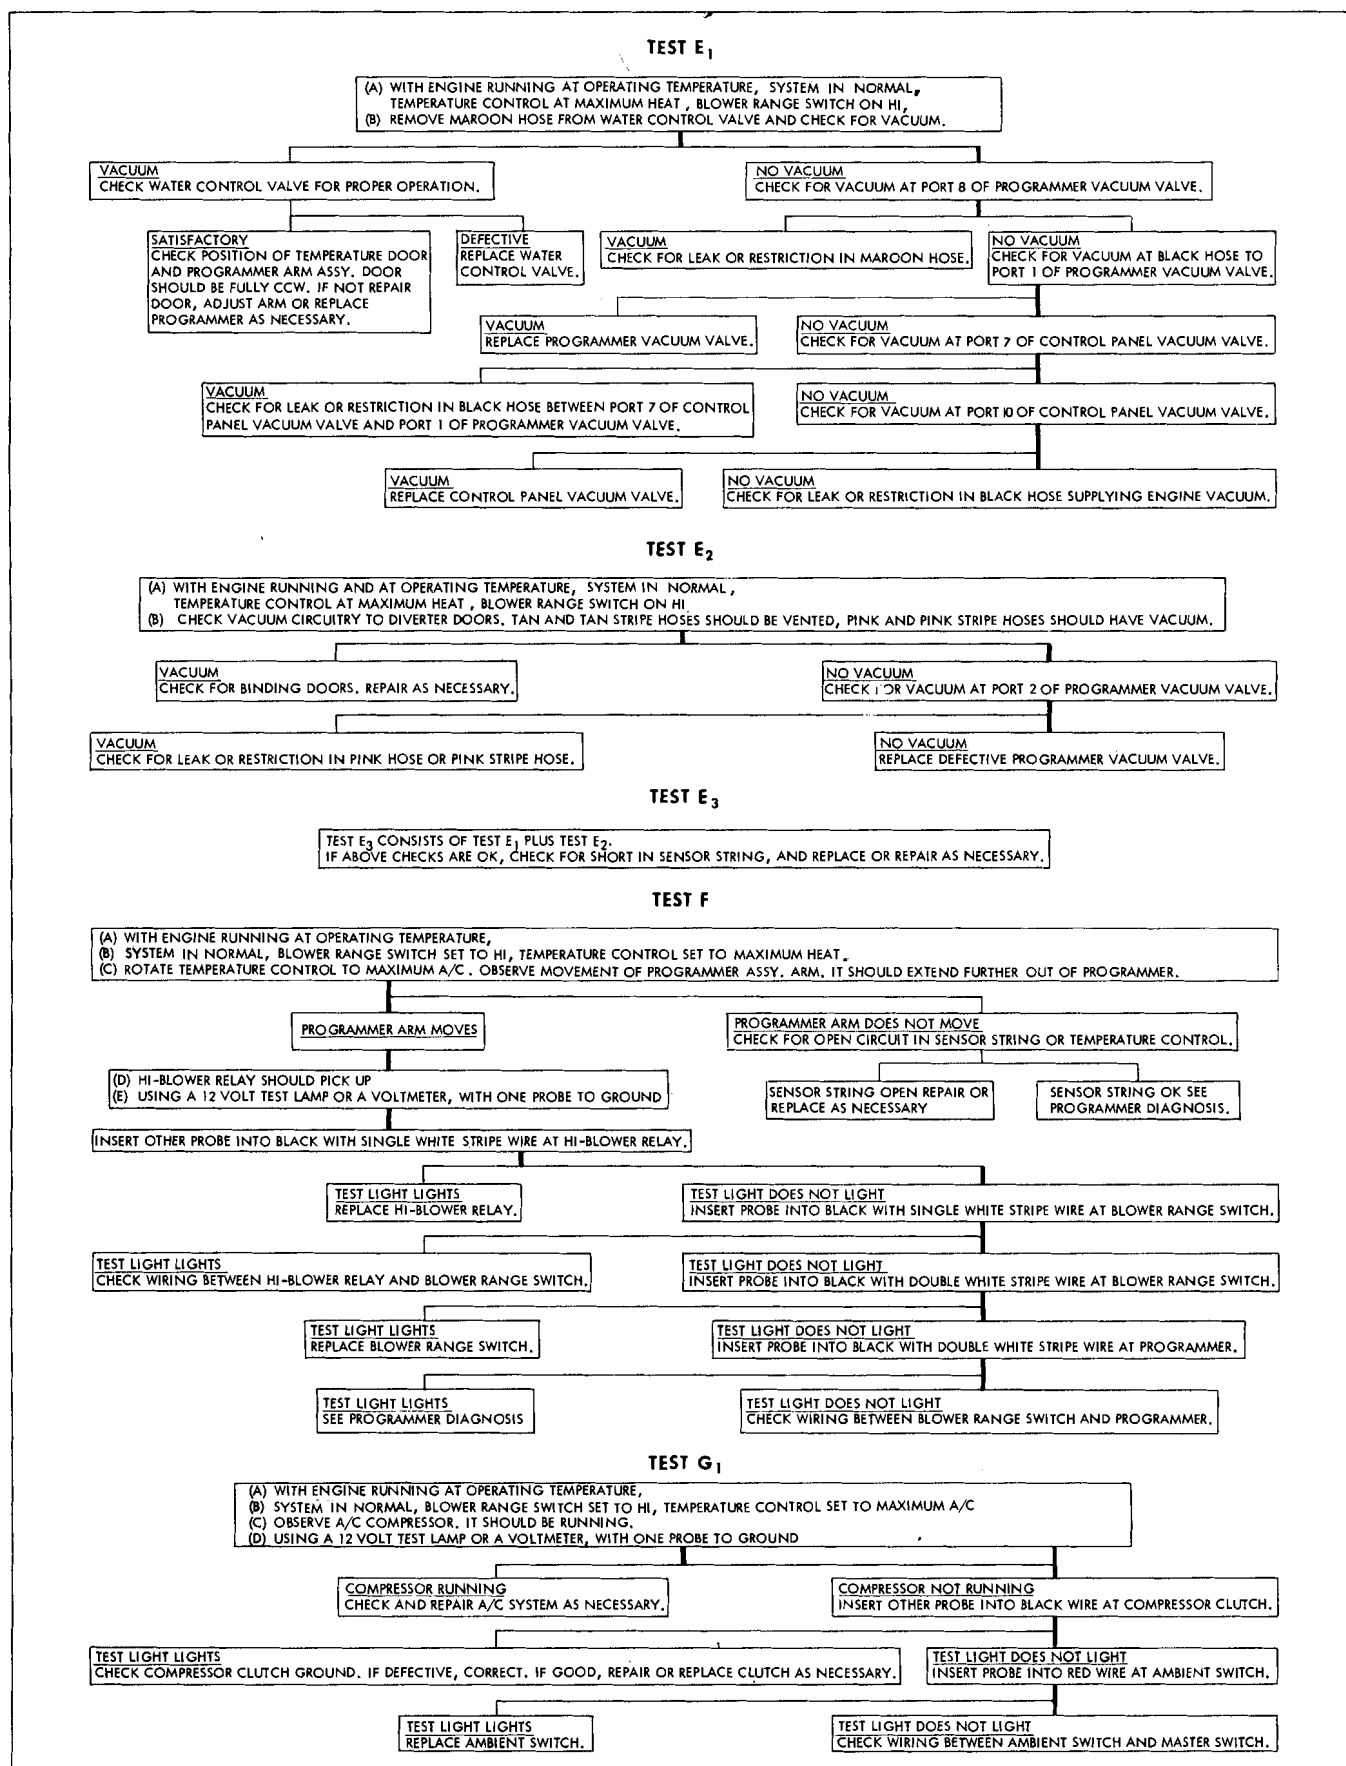 TEST E1
(A) WITH ENGINE RUNNING AT OPERATING TEMPERATURE, SYSTEM IN NORMAL,
TEMPERATURE CONTROL AT MAXIMUM HEAT, BLOWER RANGE SWITCH ON HI,
(B) REMOVE MAROON HOSE FROM WATER CONTROL VALVE AND CHECK FOR VACUUM.
VACUUM
CHECK WATER CONTROL VALVE FOR PROPER OPERATION.
NO VACUUM
CHECK FOR VACUUM AT PORT 8 OF PROGRAMMER VACUUM VALVE.
SATISFACTORY
CHECK POSITION OF TEMPERATURE DOOR
AND PROGRAMMER ARM ASSY. DOOR
SHOULD BE FULLY CCW. IF NOT REPAIR
DOOR, ADJUST ARM OR REPLACE
PROGRAMMER AS NECESSARY.
DEFECTIVE
REPLACE WATER
CONTROL VALVE.
VACUUM
CHECK FOR LEAK OR RESTRICTION IN MAROON HOSE.
NO VACUUM
CHECK FOR VACUUM AT BLACK HOSE TO
PORT 1 OF PROGRAMMER VACUUM VALVE.
VACUUM
REPLACE PROGRAMMER VACUUM VALVE.
NO VACUUM
CHECK FOR VACUUM AT PORT 7 OF CONTROL PANEL VACUUM VALVE.
VACUUM
CHECK FOR LEAK OR RESTRICTION IN BLACK HOSE BETWEEN PORT 7 OF CONTROL
PANEL VACUUM VALVE AND PORT 1 OF PROGRAMMER VACUUM VALVE.
NO VACUUM
CHECK FOR VACUUM AT PORT 10 OF CONTROL PANEL VACUUM VALVE.
VACUUM
REPLACE CONTROL PANEL VACUUM VALVE.
NO VACUUM
CHECK FOR LEAK OR RESTRICTION IN BLACK HOSE SUPPLYING ENGINE VACUUM.
TEST E2
(A) WITH ENGINE RUNNING AND AT OPERATING TEMPERATURE, SYSTEM IN NORMAL,
TEMPERATURE CONTROL AT MAXIMUM HEAT, BLOWER RANGE SWITCH ON HI
(B) CHECK VACUUM CIRCUITRY TO DIVERTER DOORS. TAN AND TAN STRIPE HOSES SHOULD BE VENTED, PINK AND PINK STRIPE HOSES SHOULD HAVE VACUUM.
VACUUM
CHECK FOR BINDING DOORS. REPAIR AS NECESSARY.
NO VACUUM
CHECK FOR VACUUM AT PORT 2 OF PROGRAMMER VACUUM VALVE.
VACUUM
CHECK FOR LEAK OR RESTRICTION IN PINK HOSE OR PINK STRIPE HOSE.
NO VACUUM
REPLACE DEFECTIVE PROGRAMMER VACUUM VALVE.
TEST E3
TEST E3 CONSISTS OF TEST E1 PLUS TEST E2.
IF ABOVE CHECKS ARE OK, CHECK FOR SHORT IN SENSOR STRING, AND REPLACE OR REPAIR AS NECESSARY.
TEST F
(A) WITH ENGINE RUNNING AT OPERATING TEMPERATURE,
(B) SYSTEM IN NORMAL, BLOWER RANGE SWITCH SET TO HI, TEMPERATURE CONTROL SET TO MAXIMUM HEAT.
(C) ROTATE TEMPERATURE CONTROL TO MAXIMUM A/C. OBSERVE MOVEMENT OF PROGRAMMER ASSY. ARM. IT SHOULD EXTEND FURTHER OUT OF PROGRAMMER.
PROGRAMMER ARM MOVES
PROGRAMMER ARM DOES NOT MOVE
CHECK FOR OPEN CIRCUIT IN SENSOR STRING OR TEMPERATURE CONTROL.
(D) HI-BLOWER RELAY SHOULD PICK UP
(E) USING A 12 VOLT TEST LAMP OR A VOLTMETER, WITH ONE PROBE TO GROUND
SENSOR STRING OPEN REPAIR OR
REPLACE AS NECESSARY
SENSOR STRING OK SEE
PROGRAMMER DIAGNOSIS.
INSERT OTHER PROBE INTO BLACK WITH SINGLE WHITE STRIPE WIRE AT HI-BLOWER RELAY.
TEST LIGHT LIGHTS
REPLACE HI-BLOWER RELAY.
TEST LIGHT DOES NOT LIGHT
INSERT PROBE INTO BLACK WITH SINGLE WHITE STRIPE WIRE AT BLOWER RANGE SWITCH.
TEST LIGHT LIGHTS
CHECK WIRING BETWEEN HI-BLOWER RELAY AND BLOWER RANGE SWITCH.
TEST LIGHT DOES NOT LIGHT
INSERT PROBE INTO BLACK WITH DOUBLE WHITE STRIPE WIRE AT BLOWER RANGE SWITCH.
TEST LIGHT LIGHTS
REPLACE BLOWER RANGE SWITCH.
TEST LIGHT DOES NOT LIGHT
INSERT PROBE INTO BLACK WITH DOUBLE WHITE STRIPE WIRE AT PROGRAMMER.
TEST LIGHT LIGHTS
SEE PROGRAMMER DIAGNOSIS
TEST LIGHT DOES NOT LIGHT
CHECK WIRING BETWEEN BLOWER RANGE SWITCH AND PROGRAMMER.
TEST G1
(A) WITH ENGINE RUNNING AT OPERATING TEMPERATURE,
(B) SYSTEM IN NORMAL, BLOWER RANGE SWITCH SET TO HI, TEMPERATURE CONTROL SET TO MAXIMUM A/C
(C) OBSERVE A/C COMPRESSOR. IT SHOULD BE RUNNING.
(D) USING A 12 VOLT TEST LAMP OR A VOLTMETER, WITH ONE PROBE TO GROUND
COMPRESSOR RUNNING
CHECK AND REPAIR A/C SYSTEM AS NECESSARY.
COMPRESSOR NOT RUNNING
INSERT OTHER PROBE INTO BLACK WIRE AT COMPRESSOR CLUTCH.
TEST LIGHT LIGHTS
CHECK COMPRESSOR CLUTCH GROUND. IF DEFECTIVE, CORRECT. IF GOOD, REPAIR OR REPLACE CLUTCH AS NECESSARY.
TEST LIGHT DOES NOT LIGHT
INSERT PROBE INTO RED WIRE AT AMBIENT SWITCH.
TEST LIGHT LIGHTS
REPLACE AMBIENT SWITCH.
TEST LIGHT DOES NOT LIGHT
CHECK WIRING BETWEEN AMBIENT SWITCH AND MASTER SWITCH.